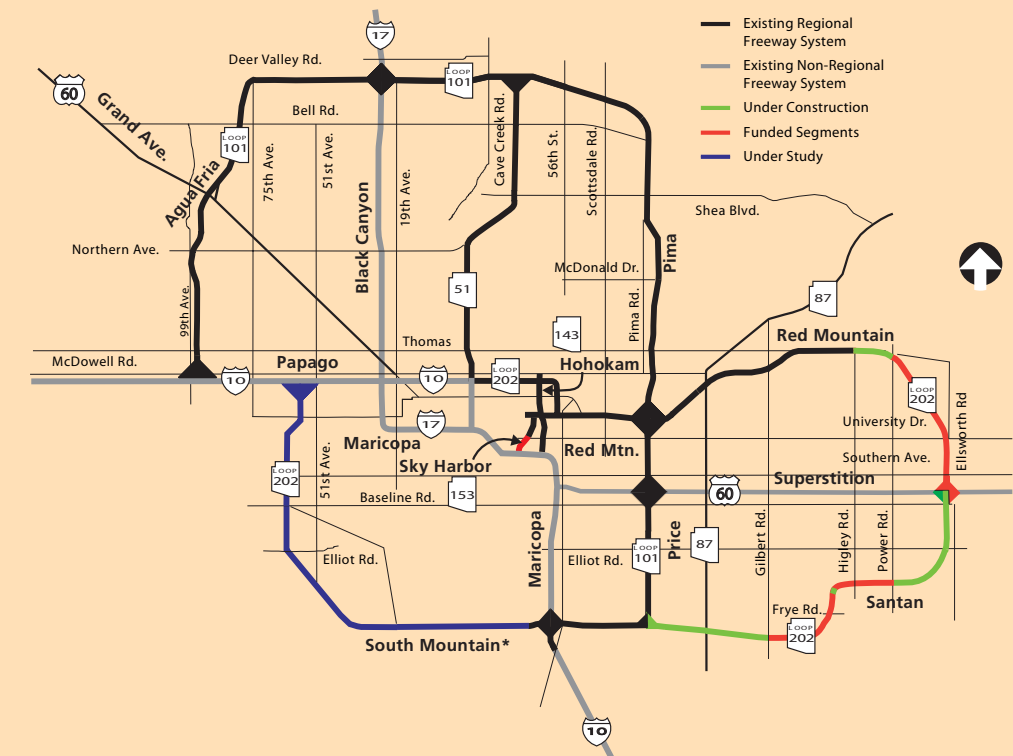 17
Existing Regional
Freeway System
Existing Non-Regional
Freeway System
Under Construction
Funded Segments
Under Study
Deer Valley Rd.
LOOP
101
60
Grand Ave.
Bell Rd.
LOOP
101
Agua Fria
75th Ave.
51st Ave.
Black Canyon
19th Ave.
Cave Creek Rd.
56th St.
Scottsdale Rd.
Shea Blvd.
Northern Ave.
Pima
McDonald Dr.
51
87
99th Ave.
Pima Rd.
143
Thomas
Red Mountain
McDowell Rd.
Papago
Hohokam
10
10
LOOP
202
LOOP
202
Ellsworth Rd
17
University Dr.
Maricopa
Red Mtn.
Sky Harbor
Southern Ave.
LOOP
202
51st Ave.
Superstition
60
Baseline Rd.
153
Maricopa
Price
Gilbert Rd.
Higley Rd.
Power Rd.
Elliot Rd.
Elliot Rd.
LOOP
101
87
Santan
Frye Rd.
LOOP
202
South Mountain*
10